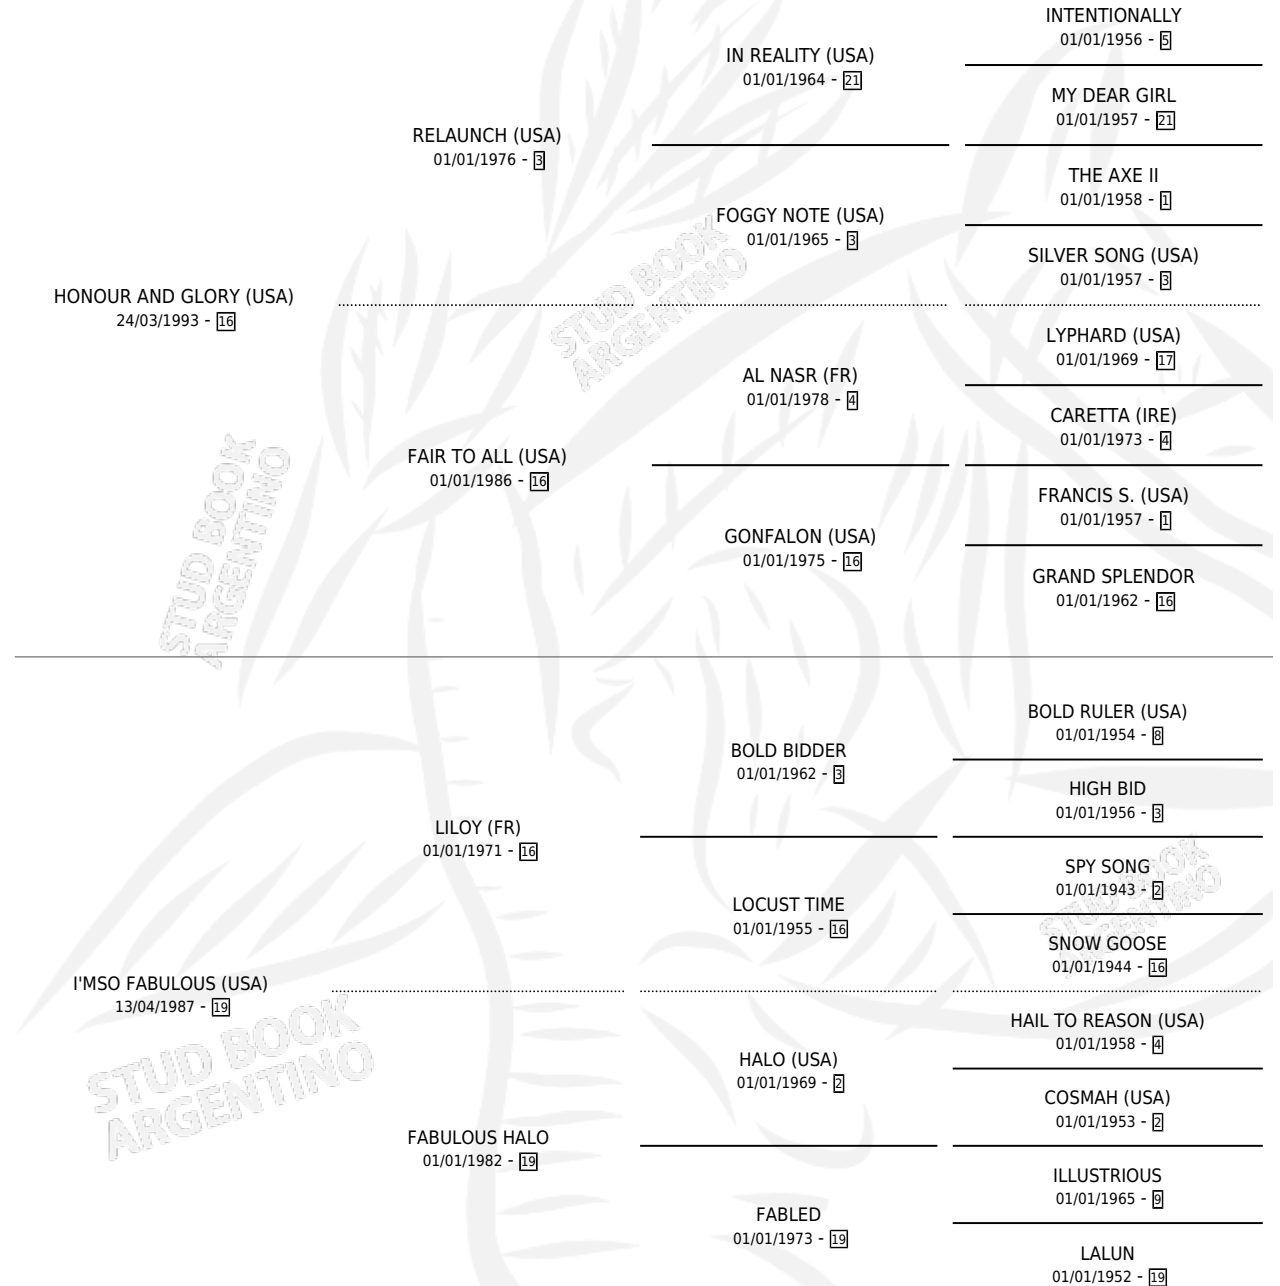 INTENTIONALLY
01/01/1956 - 5
IN REALITY (USA)
01/01/1964 - 21
MY DEAR GIRL
01/01/1957 - 21
RELAUNCH (USA)
01/01/1976 - 3
THE AXE II
01/01/1958 - 1
FOGGY NOTE (USA)
01/01/1965 - 3
SILVER SONG (USA)
01/01/1957 - 3
HONOUR AND GLORY (USA)
24/03/1993 - 16
LYPHARD (USA)
01/01/1969 - 17
AL NASR (FR)
01/01/1978 - 4
CARETTA (IRE)
01/01/1973 - 4
FAIR TO ALL (USA)
01/01/1986 - 16
FRANCIS S. (USA)
01/01/1957 - 1
GONFALON (USA)
01/01/1975 - 16
GRAND SPLENDOR
01/01/1962 - 16
BOLD RULER (USA)
01/01/1954 - 8
BOLD BIDDER
01/01/1962 - 3
HIGH BID
01/01/1956 - 3
LILOY (FR)
01/01/1971 - 16
SPY SONG
01/01/1943 - 2
LOCUST TIME
01/01/1955 - 16
SNOW GOOSE
01/01/1944 - 16
I'MSO FABULOUS (USA)
13/04/1987 - 19
HAIL TO REASON (USA)
01/01/1958 - 4
HALO (USA)
01/01/1969 - 2
COSMAH (USA)
01/01/1953 - 2
FABULOUS HALO
01/01/1982 - 19
ILLUSTRIOUS
01/01/1965 - 9
FABLED
01/01/1973 - 19
LALUN
01/01/1952 - 19
STUD BOOK
ARGENTINO
STUD BOOK
ARGENTINO
STUD BOOK
ARGENTINO
STUD BOOK
ARGENTINO